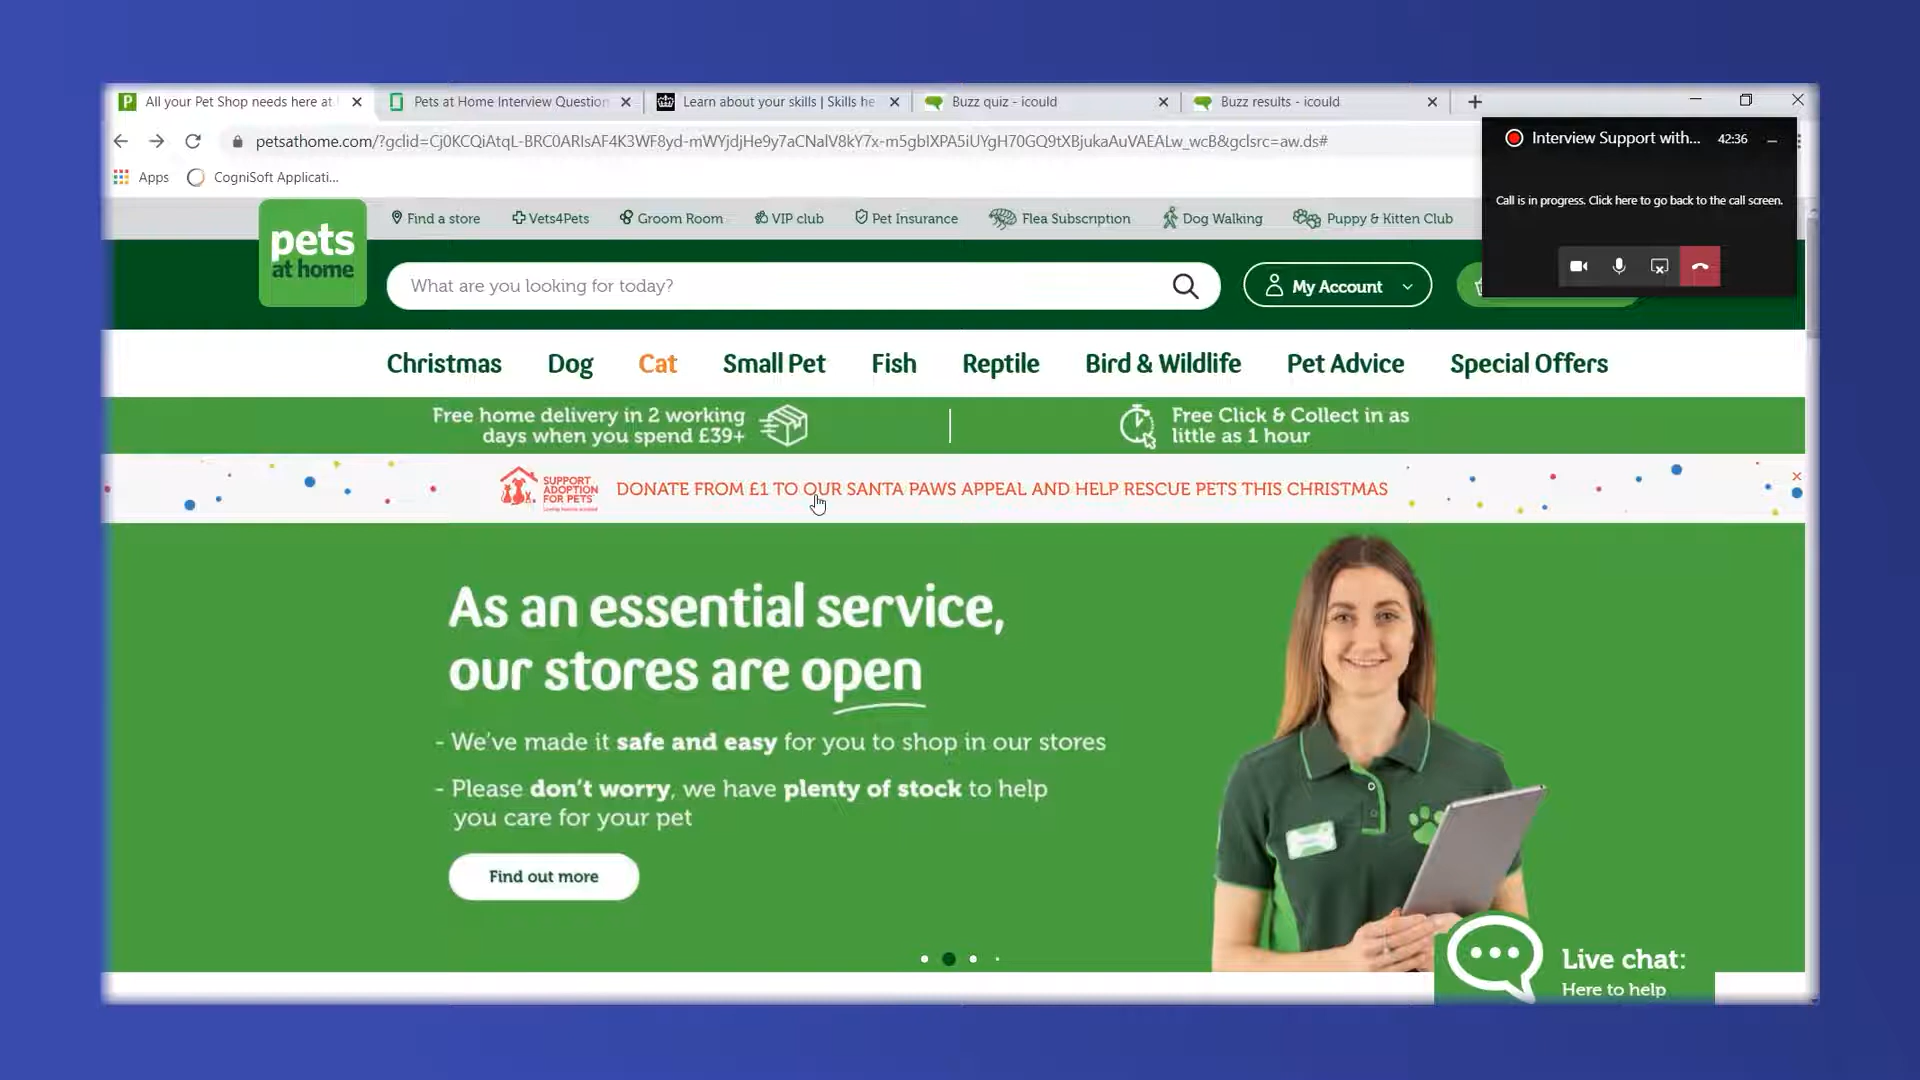 All your Pet Shop needs here at
Pets at Home Interview Question
Learn about your skills | Skills he
Buzz quiz - icould
Buzz results - icould
petsathome.com/?gclid=Cj0KCQiAtqL-BRC0ARIsAF4K3WF8yd-mWYjdjHe9y7aCNalV8kY7x-m5gbIXPA5iUYgH70GQ9tXBjukaAuVAEALw_wcB&gclsrc=aw.ds#
Apps
CogniSoft Applicati...
Interview Support with...
42:36
Call is in progress. Click here to go back to the call screen.
Find a store
Vets4Pets
Groom Room
VIP club
Pet Insurance
Flea Subscription
Dog Walking
Puppy & Kitten Club
pets
at home
What are you looking for today?
My Account
Christmas
Dog
Cat
Small Pet
Fish
Reptile
Bird & Wildlife
Pet Advice
Special Offers
Free home delivery in 2 working
days when you spend £39+
Free Click & Collect in as
little as 1 hour
SUPPORT
ADOPTION
FOR PETS
DONATE FROM £1 TO OUR SANTA PAWS APPEAL AND HELP RESCUE PETS THIS CHRISTMAS
As an essential service,
our stores are open
- We've made it safe and easy for you to shop in our stores
- Please don't worry, we have plenty of stock to help
you care for your pet
Find out more
Live chat:
Here to help